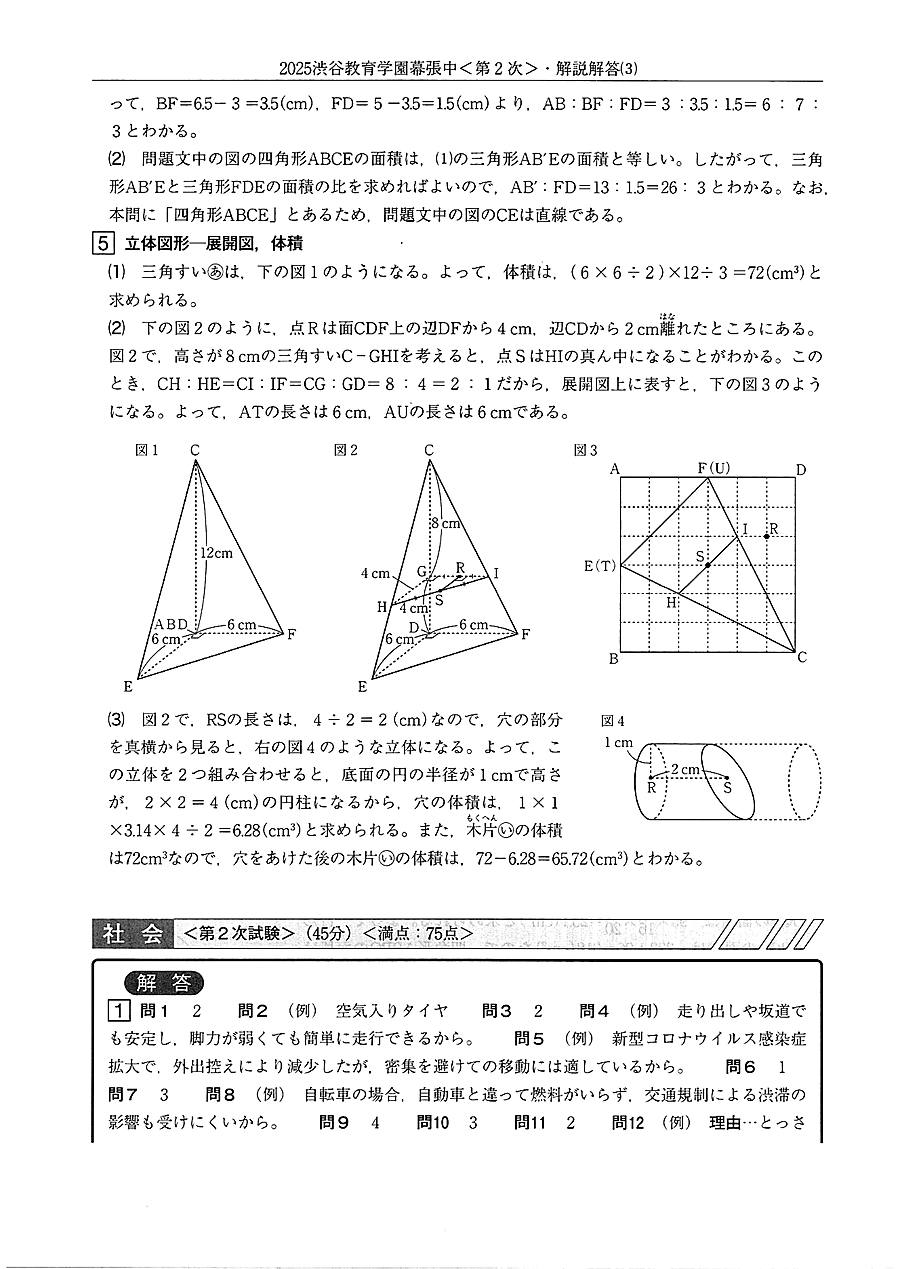 2025渋谷教育学園幕張中＜第2次＞・解説解答(3)
って，BF＝6.5－3＝3.5(cm)，FD＝5－3.5＝1.5(cm)より，AB：BF：FD＝3：3.5：1.5＝6：7：
3とわかる。
(2)　問題文中の図の四角形ABCEの面積は，(1)の三角形AB′Eの面積と等しい。したがって，三角
形AB′Eと三角形FDEの面積の比を求めればよいので，AB′：FD＝13：1.5＝26：3とわかる。なお，
本問に「四角形ABCE」とあるため，問題文中の図のCEは直線である。
5 立体図形―展開図，体積
(1)　三角すい㋐は，下の図1のようになる。よって，体積は，(6×6÷2)×12÷3＝72(cm³)と
求められる。
(2)　下の図2のように，点Rは面CDF上の辺DFから4cm，辺CDから2cm離れたところにある。
はな
図2で，高さが8cmの三角すいC－GHIを考えると，点SはHIの真ん中になることがわかる。この
とき，CH：HE＝CI：IF＝CG：GD＝8：4＝2：1だから，展開図上に表すと，下の図3のよう
になる。よって，ATの長さは6cm，AUの長さは6cmである。
図1
C
12cm
A B D
6cm
6cm
F
E
図2
C
8cm
4cm
G
R
I
H
4cm
S
D
6cm
6cm
F
E
図3
A
F(U)
D
I
R
S
E(T)
H
B
C
(3)　図2で，RSの長さは，4÷2＝2(cm)なので，穴の部分
を真横から見ると，右の図4のような立体になる。よって，こ
の立体を2つ組み合わせると，底面の円の半径が1cmで高さ
が，2×2＝4(cm)の円柱になるから，穴の体積は，1×1
×3.14×4÷2＝6.28(cm³)と求められる。また，木片㋑の体積
もくへん
は72cm³なので，穴をあけた後の木片㋑の体積は，72－6.28＝65.72(cm³)とわかる。
図4
1cm
2cm
R
S
社会 ＜第2次試験＞（45分）＜満点：75点＞
解答
1 問1　2　問2　（例）　空気入りタイヤ　問3　2　問4　（例）　走り出しや坂道で
も安定し，脚力が弱くても簡単に走行できるから。　問5　（例）　新型コロナウイルス感染症
拡大で，外出控えにより減少したが，密集を避けての移動には適しているから。　問6　1
問7　3　問8　（例）　自転車の場合，自動車と違って燃料がいらず，交通規制による渋滞の
影響も受けにくいから。　問9　4　問10　3　問11　2　問12　（例）　理由…とっさ